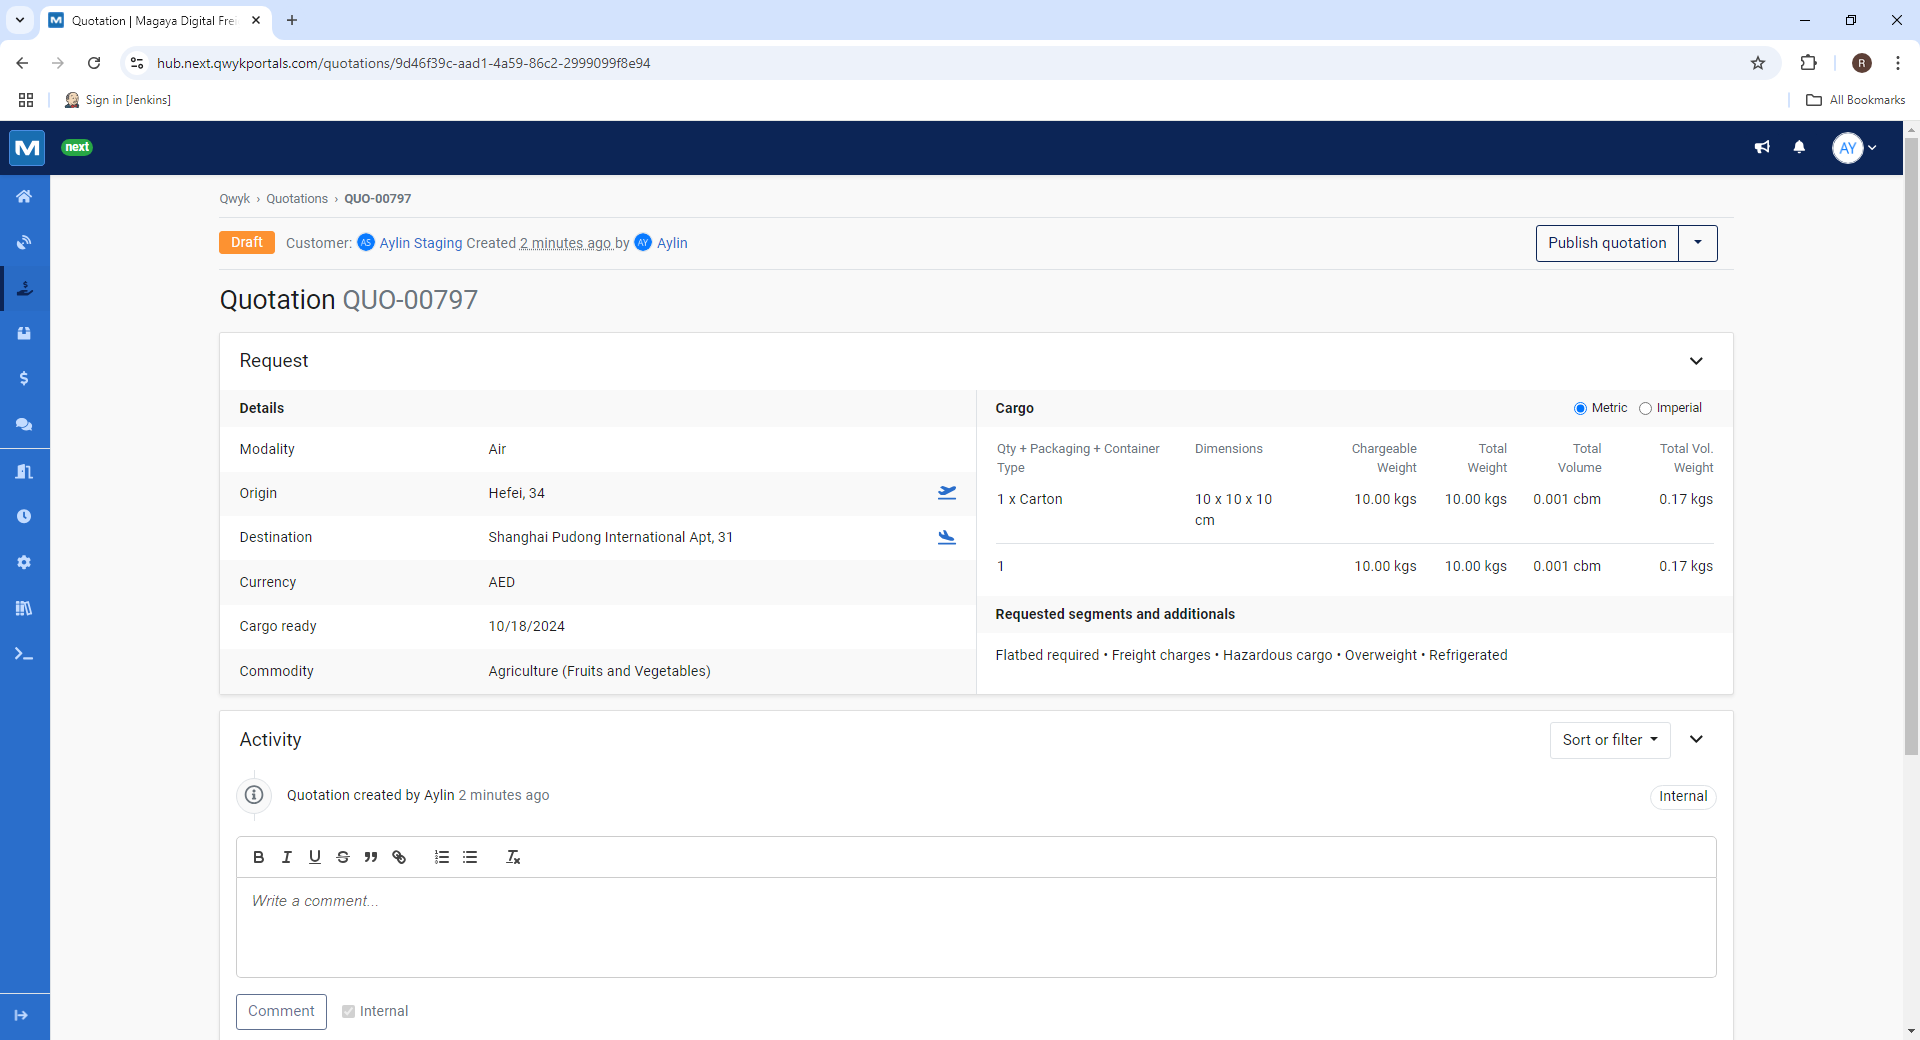 Quotation | Magaya Digital Frei
hub.next.qwykportals.com/quotations/9d46f39c-aad1-4a59-86c2-2999099f8e94
R
Sign in [Jenkins]
All Bookmarks
next
AY
Qwyk › Quotations › QUO-00797
Draft Customer: AS Aylin Staging Created 2 minutes ago by AY Aylin
Publish quotation
Quotation QUO-00797
Request
Details
Modality Air
Origin Hefei, 34
Destination Shanghai Pudong International Apt, 31
Currency AED
Cargo ready 10/18/2024
Commodity Agriculture (Fruits and Vegetables)
Cargo Metric Imperial
Qty + Packaging + Container Dimensions Chargeable Total Total Total Vol.
Type Weight Weight Volume Weight
1 x Carton 10 x 10 x 10 10.00 kgs 10.00 kgs 0.001 cbm 0.17 kgs
cm
1 10.00 kgs 10.00 kgs 0.001 cbm 0.17 kgs
Requested segments and additionals
Flatbed required • Freight charges • Hazardous cargo • Overweight • Refrigerated
Activity Sort or filter
Quotation created by Aylin 2 minutes ago Internal
Write a comment...
Comment Internal